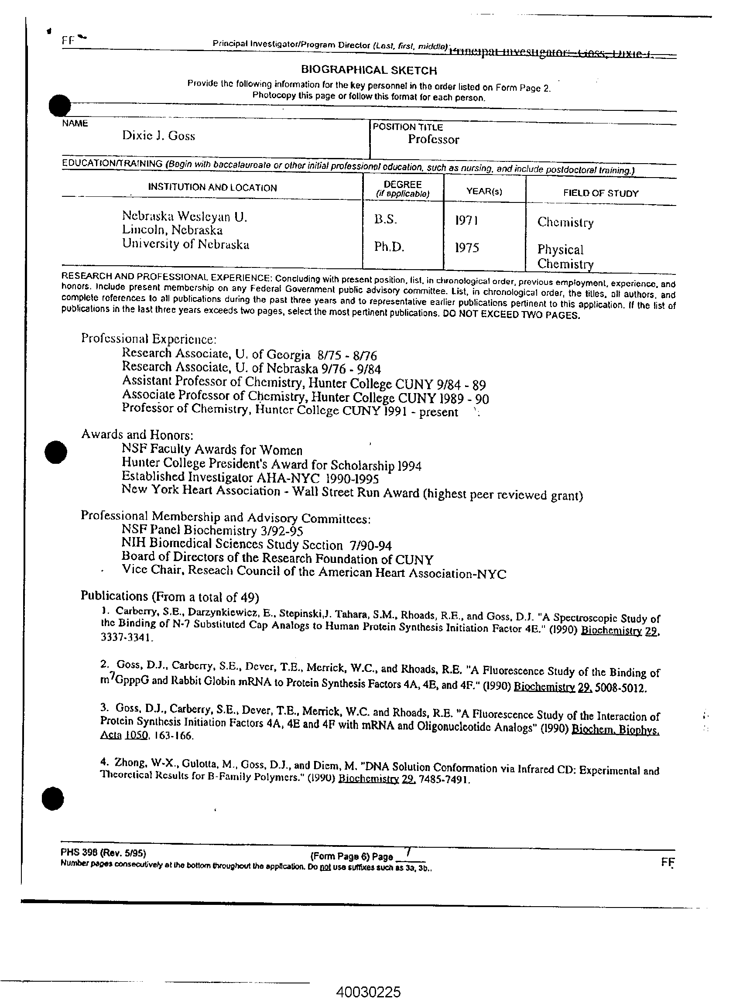 FF
Principal Investigator/Program Director (Last, first, middle): Principal Investigator: Goss, Dixie J.
BIOGRAPHICAL SKETCH
Provide the following information for the key personnel in the order listed on Form Page 2.
Photocopy this page or follow this format for each person.
NAME
Dixie J. Goss
POSITION TITLE
Professor
EDUCATION/TRAINING (Begin with baccalaureate or other initial professional education, such as nursing, and include postdoctoral training.)
INSTITUTION AND LOCATION
DEGREE
(if applicable)
YEAR(s)
FIELD OF STUDY
Nebraska Wesleyan U.
Lincoln, Nebraska
B.S.
1971
Chemistry
University of Nebraska
Ph.D.
1975
Physical
Chemistry
RESEARCH AND PROFESSIONAL EXPERIENCE: Concluding with present position, list, in chronological order, previous employment, experience, and
honors. Include present membership on any Federal Government public advisory committee. List, in chronological order, the titles, all authors, and
complete references to all publications during the past three years and to representative earlier publications pertinent to this application. If the list of
publications in the last three years exceeds two pages, select the most pertinent publications. DO NOT EXCEED TWO PAGES.
Professional Experience:
Research Associate, U. of Georgia 8/75 - 8/76
Research Associate, U. of Nebraska 9/76 - 9/84
Assistant Professor of Chemistry, Hunter College CUNY 9/84 - 89
Associate Professor of Chemistry, Hunter College CUNY 1989 - 90
Professor of Chemistry, Hunter College CUNY 1991 - present
Awards and Honors:
NSF Faculty Awards for Women
Hunter College President's Award for Scholarship 1994
Established Investigator AHA-NYC 1990-1995
New York Heart Association - Wall Street Run Award (highest peer reviewed grant)
Professional Membership and Advisory Committees:
NSF Panel Biochemistry 3/92-95
NIH Biomedical Sciences Study Section 7/90-94
Board of Directors of the Research Foundation of CUNY
Vice Chair, Reseach Council of the American Heart Association-NYC
Publications (From a total of 49)
1. Carberry, S.E., Darzynkiewicz, E., Stepinski,J. Tahara, S.M., Rhoads, R.E., and Goss, D.J. "A Spectroscopic Study of
the Binding of N-7 Substituted Cap Analogs to Human Protein Synthesis Initiation Factor 4E." (1990) Biochemistry 29,
3337-3341.
2. Goss, D.J., Carberry, S.E., Dever, T.E., Merrick, W.C., and Rhoads, R.E. "A Fluorescence Study of the Binding of
m7GpppG and Rabbit Globin mRNA to Protein Synthesis Factors 4A, 4E, and 4F." (1990) Biochemistry 29, 5008-5012.
3. Goss, D.J., Carberry, S.E., Dever, T.E., Merrick, W.C. and Rhoads, R.E. "A Fluorescence Study of the Interaction of
Protein Synthesis Initiation Factors 4A, 4E and 4F with mRNA and Oligonucleotide Analogs" (1990) Biochem. Biophys.
Acta 1050, 163-166.
4. Zhong, W-X., Gulotta, M., Goss, D.J., and Diem, M. "DNA Solution Conformation via Infrared CD: Experimental and
Theoretical Results for B-Family Polymers." (1990) Biochemistry 29, 7485-7491.
PHS 398 (Rev. 5/95)
(Form Page 6) Page 7
FF
Number pages consecutively at the bottom throughout the application. Do not use suffixes such as 3a, 3b..
40030225